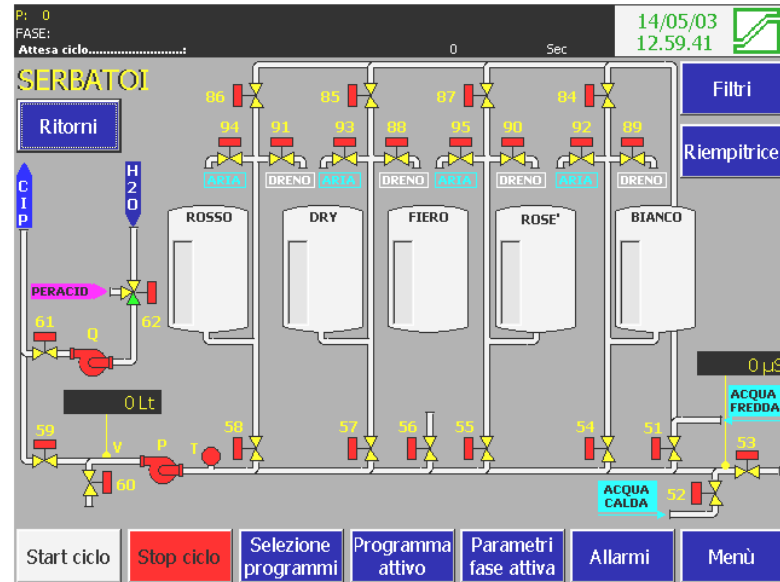 P: 0
FASE:
Attesa ciclo............................: 0 Sec
14/05/03
12.59.41
SERBATOI
Ritorni
Filtri
Riempitrice
86 85 87 84
94 91 93 88 95 90 92 89
ARIA DRENO ARIA DRENO ARIA DRENO ARIA DRENO
CIP
H2O
ROSSO DRY FIERO ROSE' BIANCO
PERACID
61 Q 62
0 Lt
0 µS
ACQUA
FREDDA
59 V P T 58 57 56 55 54 51 53
60
ACQUA
CALDA
52
Start ciclo
Stop ciclo
Selezione
programmi
Programma
attivo
Parametri
fase attiva
Allarmi
Menù